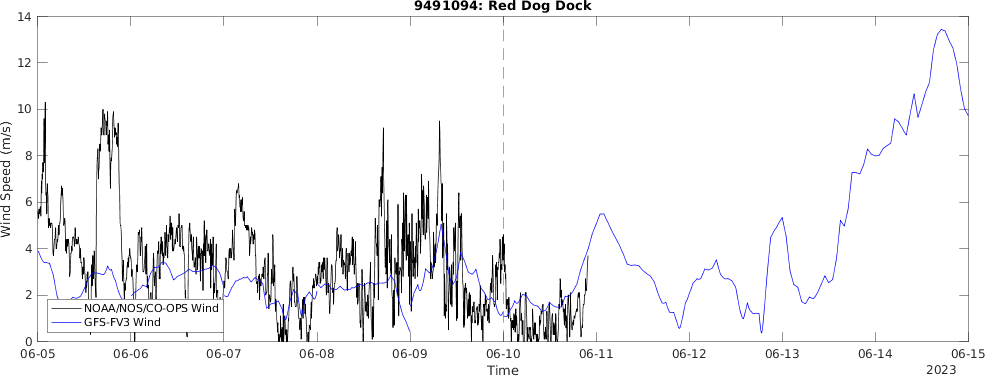 9491094: Red Dog Dock
14
12
10
8
6
4
2
0
Wind Speed (m/s)
NOAA/NOS/CO-OPS Wind
GFS-FV3 Wind
06-05 06-06 06-07 06-08 06-09 06-10 06-11 06-12 06-13 06-14 06-15
Time
2023